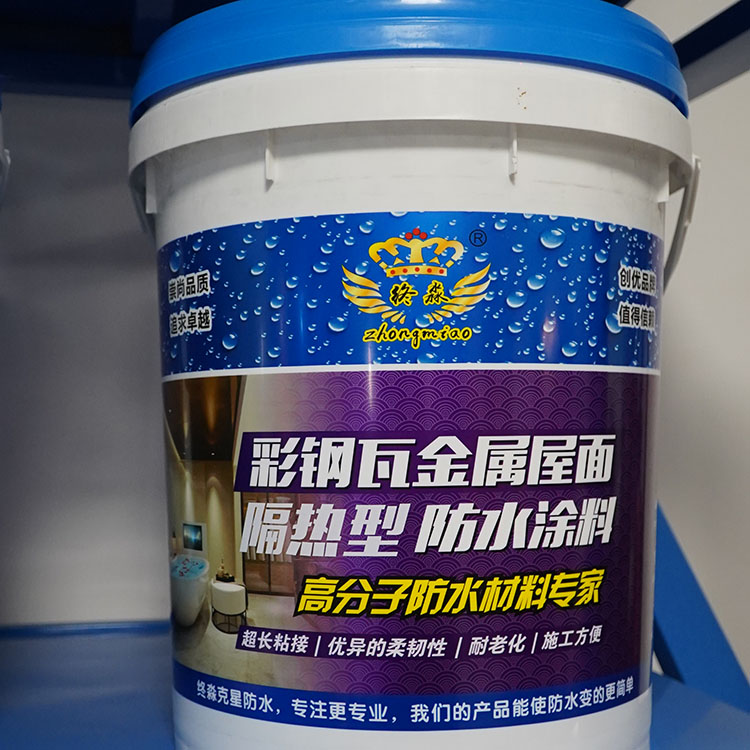 ®
终淼
zhongmiao
崇尚品质
追求卓越
创优品牌
值得信赖
彩钢瓦金属屋面
隔热型 防水涂料
高分子防水材料专家
超长粘接 | 优异的柔韧性 | 耐老化 | 施工方便
终淼克星防水，专注更专业，我们的产品能使防水变的更简单